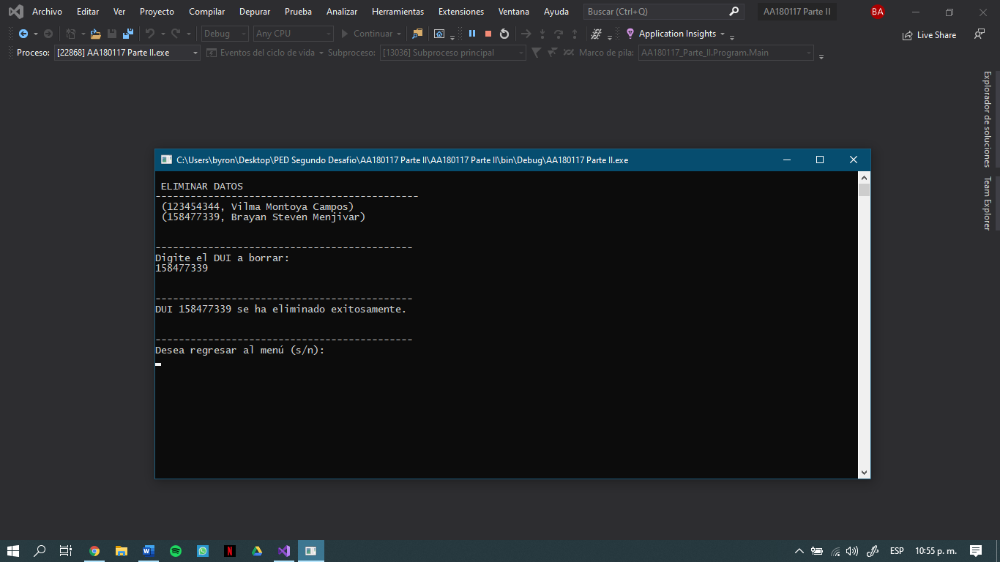 Archivo Editar Ver Proyecto Compilar Depurar Prueba Analizar Herramientas Extensiones Ventana Ayuda Buscar (Ctrl+Q) AA180117 Parte II BA
Debug Any CPU Continuar Application Insights Live Share
Proceso: [22868] AA180117 Parte II.exe Eventos del ciclo de vida Subproceso: [13036] Subproceso principal Marco de pila: AA180117_Parte_II.Program.Main
Explorador de soluciones
Team Explorer
C:\Users\byron\Desktop\PED Segundo Desafio\AA180117 Parte II\AA180117 Parte II\bin\Debug\AA180117 Parte II.exe
ELIMINAR DATOS
---------------------------------------------
(123454344, Vilma Montoya Campos)
(158477339, Brayan Steven Menjivar)
--------------------------------------------
Digite el DUI a borrar:
158477339
--------------------------------------------
DUI 158477339 se ha eliminado exitosamente.
--------------------------------------------
Desea regresar al menú (s/n):
ESP 10:55 p. m.